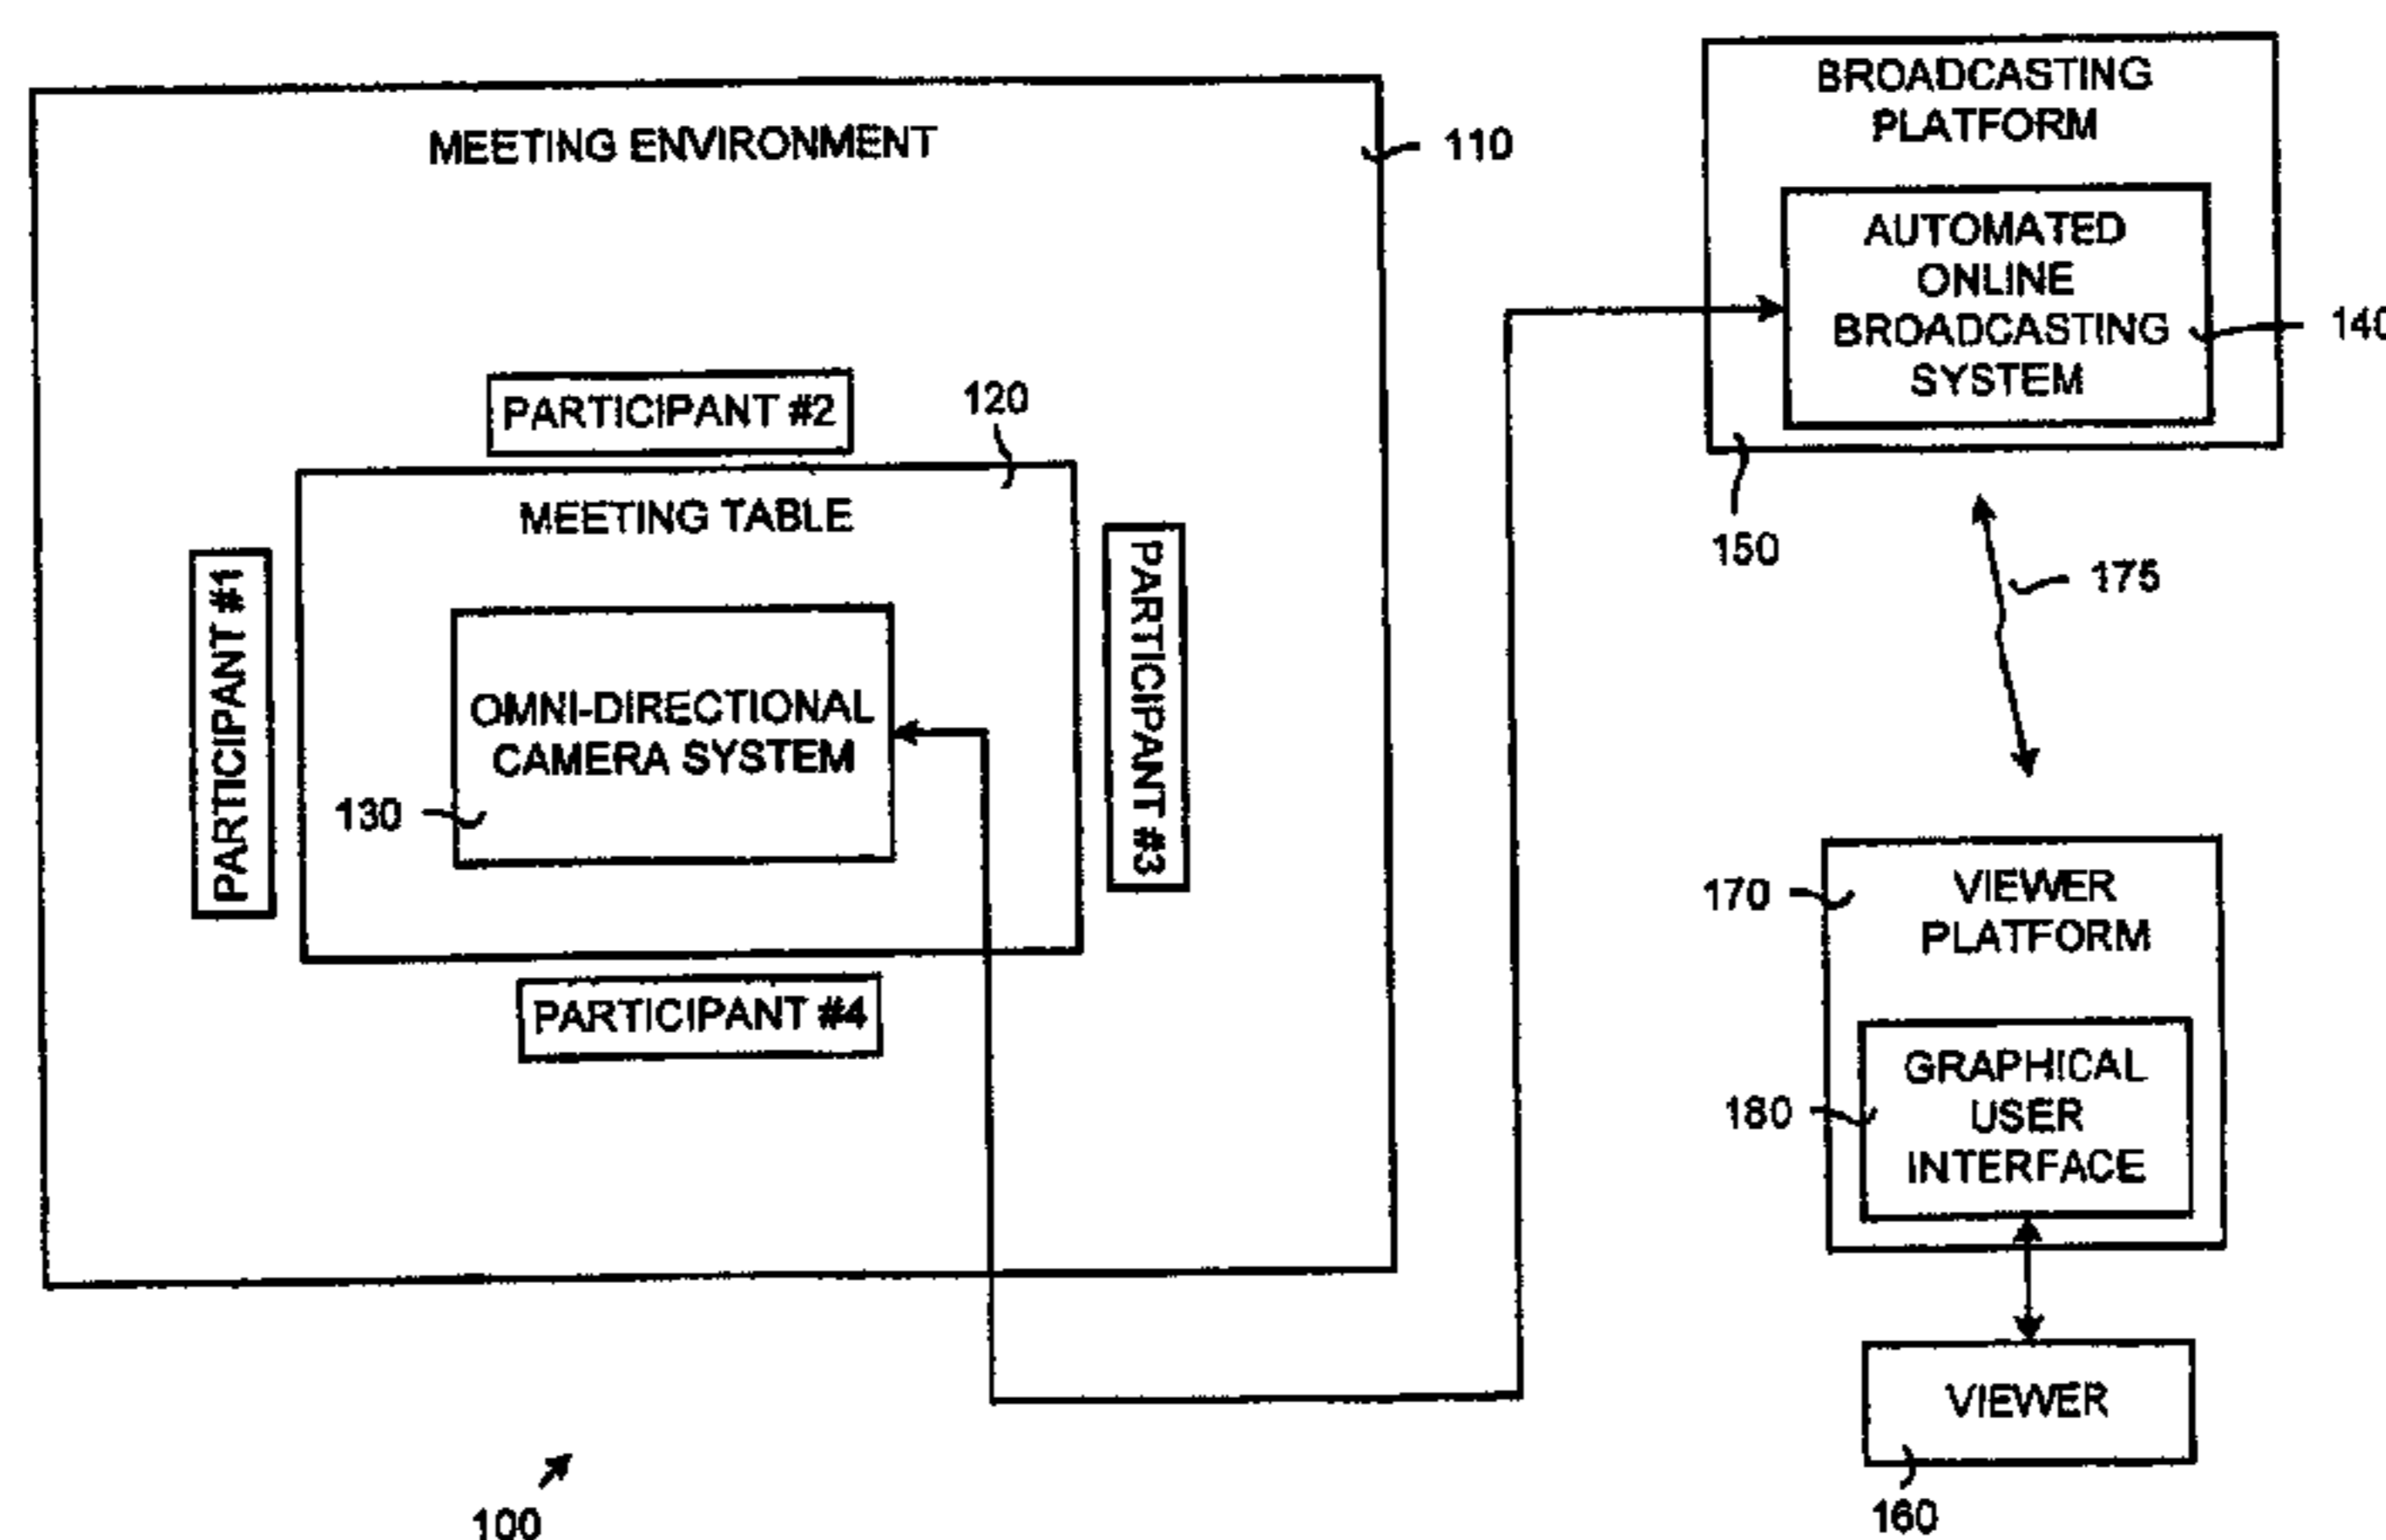 MEETING ENVIRONMENT
110
PARTICIPANT #2
120
MEETING TABLE
PARTICIPANT #1
OMNI-DIRECTIONAL
CAMERA SYSTEM
130
PARTICIPANT #3
PARTICIPANT #4
100
BROADCASTING
PLATFORM
AUTOMATED
ONLINE
BROADCASTING
SYSTEM
140
150
175
170
VIEWER
PLATFORM
180
GRAPHICAL
USER
INTERFACE
VIEWER
160